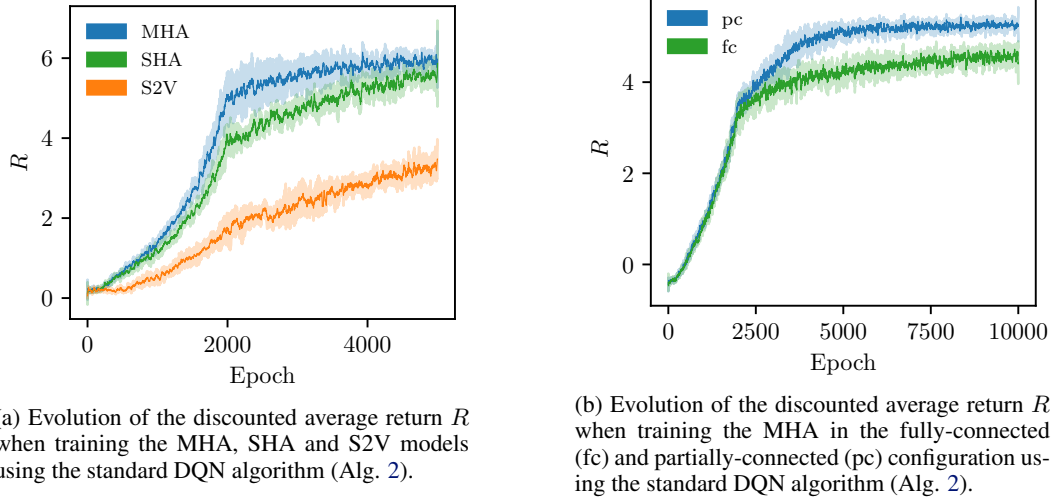 MHA
SHA
S2V
6
4
2
0
R
0
2000
4000
Epoch
(a) Evolution of the discounted average return R
when training the MHA, SHA and S2V models
using the standard DQN algorithm (Alg. 2).
pc
fc
4
2
0
R
0
2500
5000
7500
10000
Epoch
(b) Evolution of the discounted average return R
when training the MHA in the fully-connected
(fc) and partially-connected (pc) configuration us-
ing the standard DQN algorithm (Alg. 2).